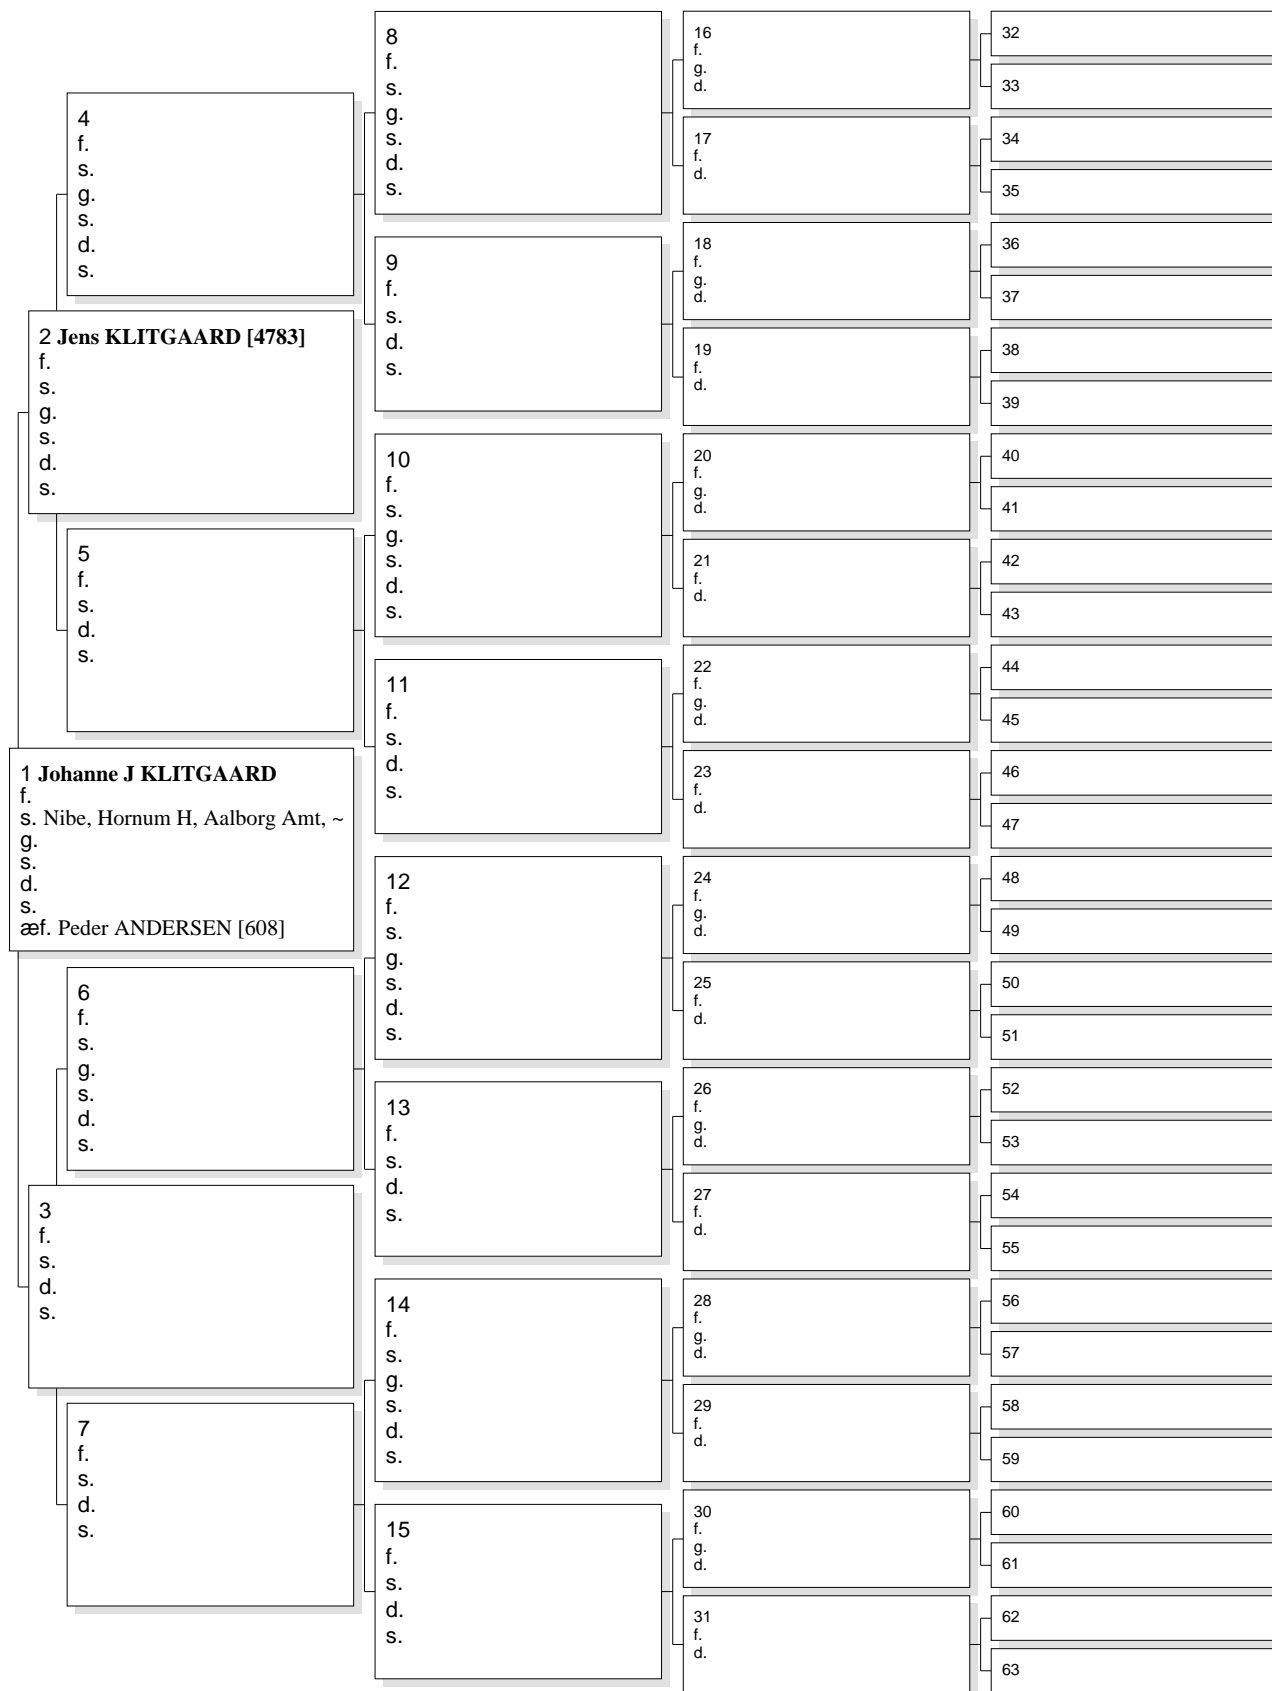 4
f.
s.
g.
s.
d.
s.
2 Jens KLITGAARD [4783]
f.
s.
g.
s.
d.
s.
5
f.
s.
d.
s.
1 Johanne J KLITGAARD
f.
s. Nibe, Hornum H, Aalborg Amt, ~
g.
s.
d.
s.
æf. Peder ANDERSEN [608]
6
f.
s.
g.
s.
d.
s.
3
f.
s.
d.
s.
7
f.
s.
d.
s.
8
f.
s.
g.
s.
d.
s.
9
f.
s.
d.
s.
10
f.
s.
g.
s.
d.
s.
11
f.
s.
d.
s.
12
f.
s.
g.
s.
d.
s.
13
f.
s.
d.
s.
14
f.
s.
g.
s.
d.
s.
15
f.
s.
d.
s.
16
f.
g.
d.
17
f.
d.
18
f.
g.
d.
19
f.
d.
20
f.
g.
d.
21
f.
d.
22
f.
g.
d.
23
f.
d.
24
f.
g.
d.
25
f.
d.
26
f.
g.
d.
27
f.
d.
28
f.
g.
d.
29
f.
d.
30
f.
g.
d.
31
f.
d.
32
33
34
35
36
37
38
39
40
41
42
43
44
45
46
47
48
49
50
51
52
53
54
55
56
57
58
59
60
61
62
63